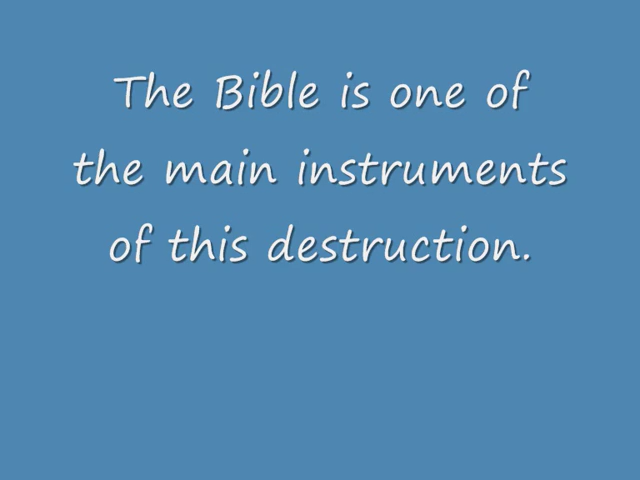 The Bible is one of
the main instruments
of this destruction.